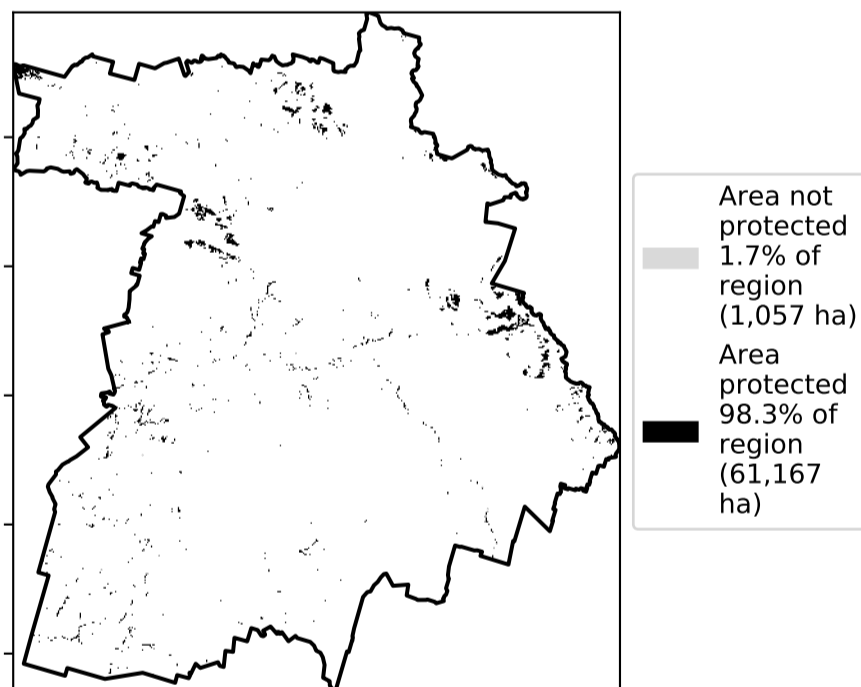 Area not
protected
1.7% of
region
(1,057 ha)
Area
protected
98.3% of
region
(61,167
ha)